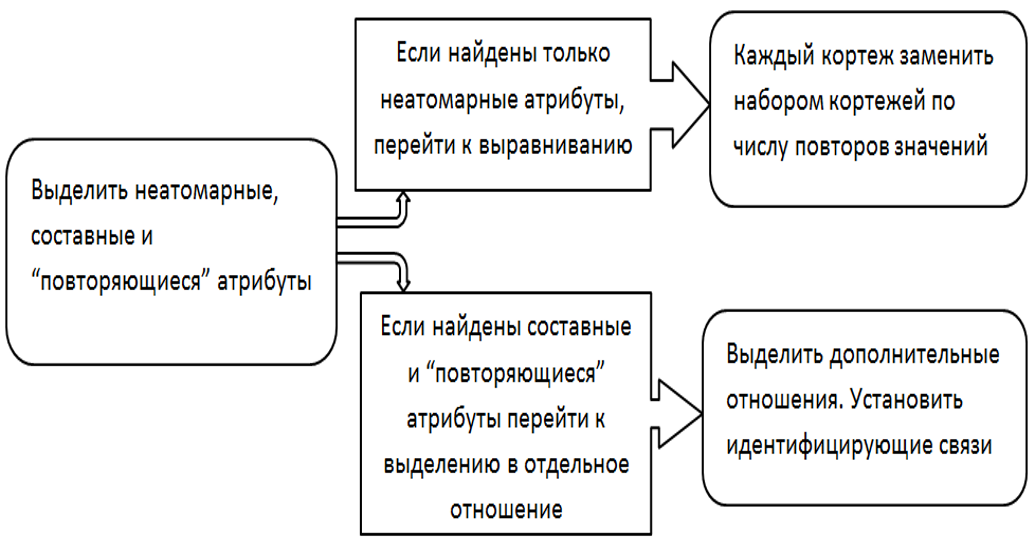 Выделить неатомарные,
составные и
“повторяющиеся” атрибуты
Если найдены только
неатомарные атрибуты,
перейти к выравниванию
Каждый кортеж заменить
набором кортежей по
числу повторов значений
Если найдены составные
и “повторяющиеся”
атрибуты перейти к
выделению в отдельное
отношение
Выделить дополнительные
отношения. Установить
идентифицирующие связи